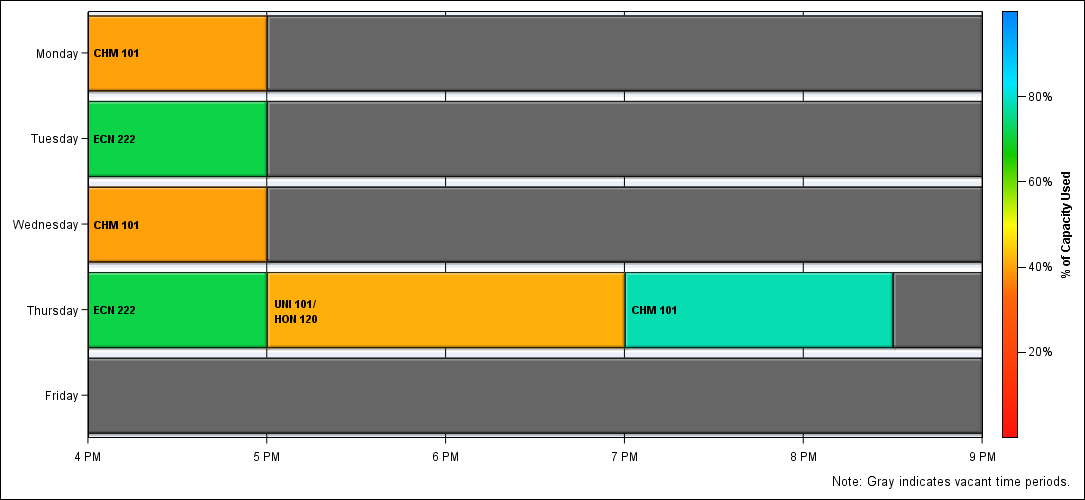 Monday
CHM 101
Tuesday
ECN 222
Wednesday
CHM 101
Thursday
ECN 222
UNI 101/
HON 120
CHM 101
Friday
4 PM
5 PM
6 PM
7 PM
8 PM
9 PM
80%
60%
40%
20%
% of Capacity Used
Note: Gray indicates vacant time periods.